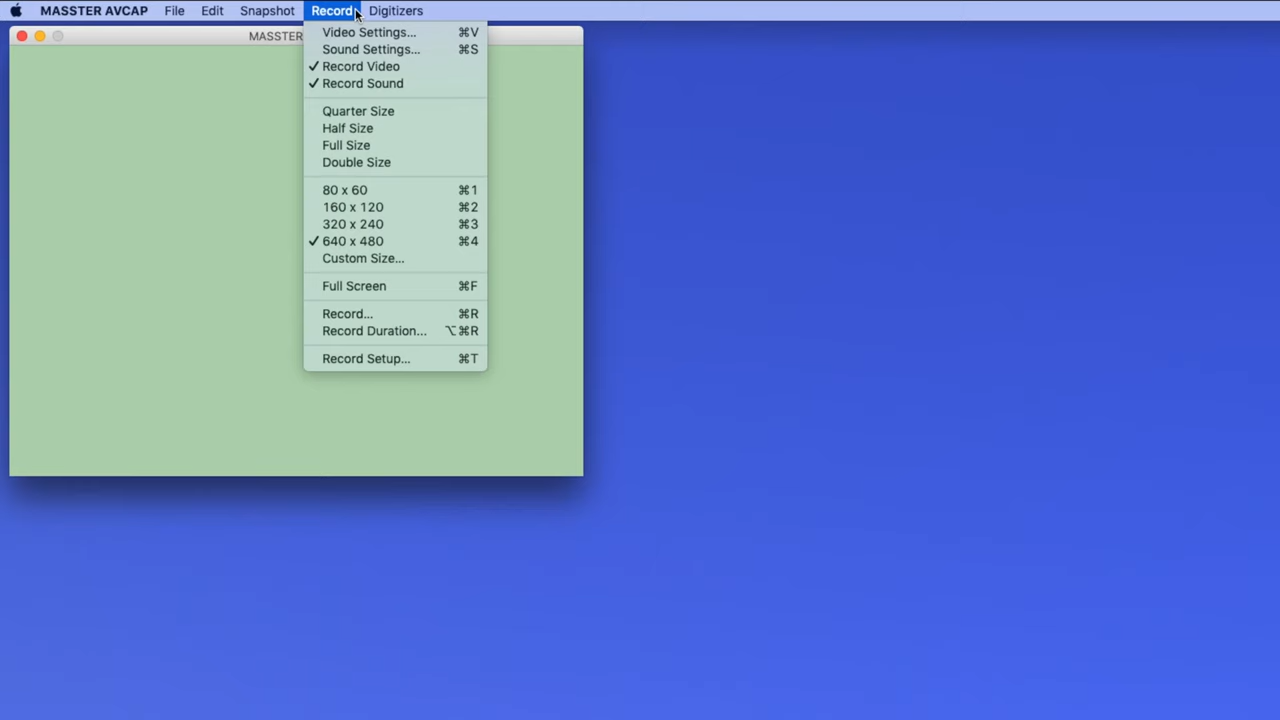 MASSTER AVCAP File Edit Snapshot Record Digitizers
MASSTER
Video Settings... ⌘V
Sound Settings... ⌘S
✓ Record Video
✓ Record Sound
Quarter Size
Half Size
Full Size
Double Size
80 x 60 ⌘1
160 x 120 ⌘2
320 x 240 ⌘3
✓ 640 x 480 ⌘4
Custom Size...
Full Screen ⌘F
Record... ⌘R
Record Duration... ⌥⌘R
Record Setup... ⌘T